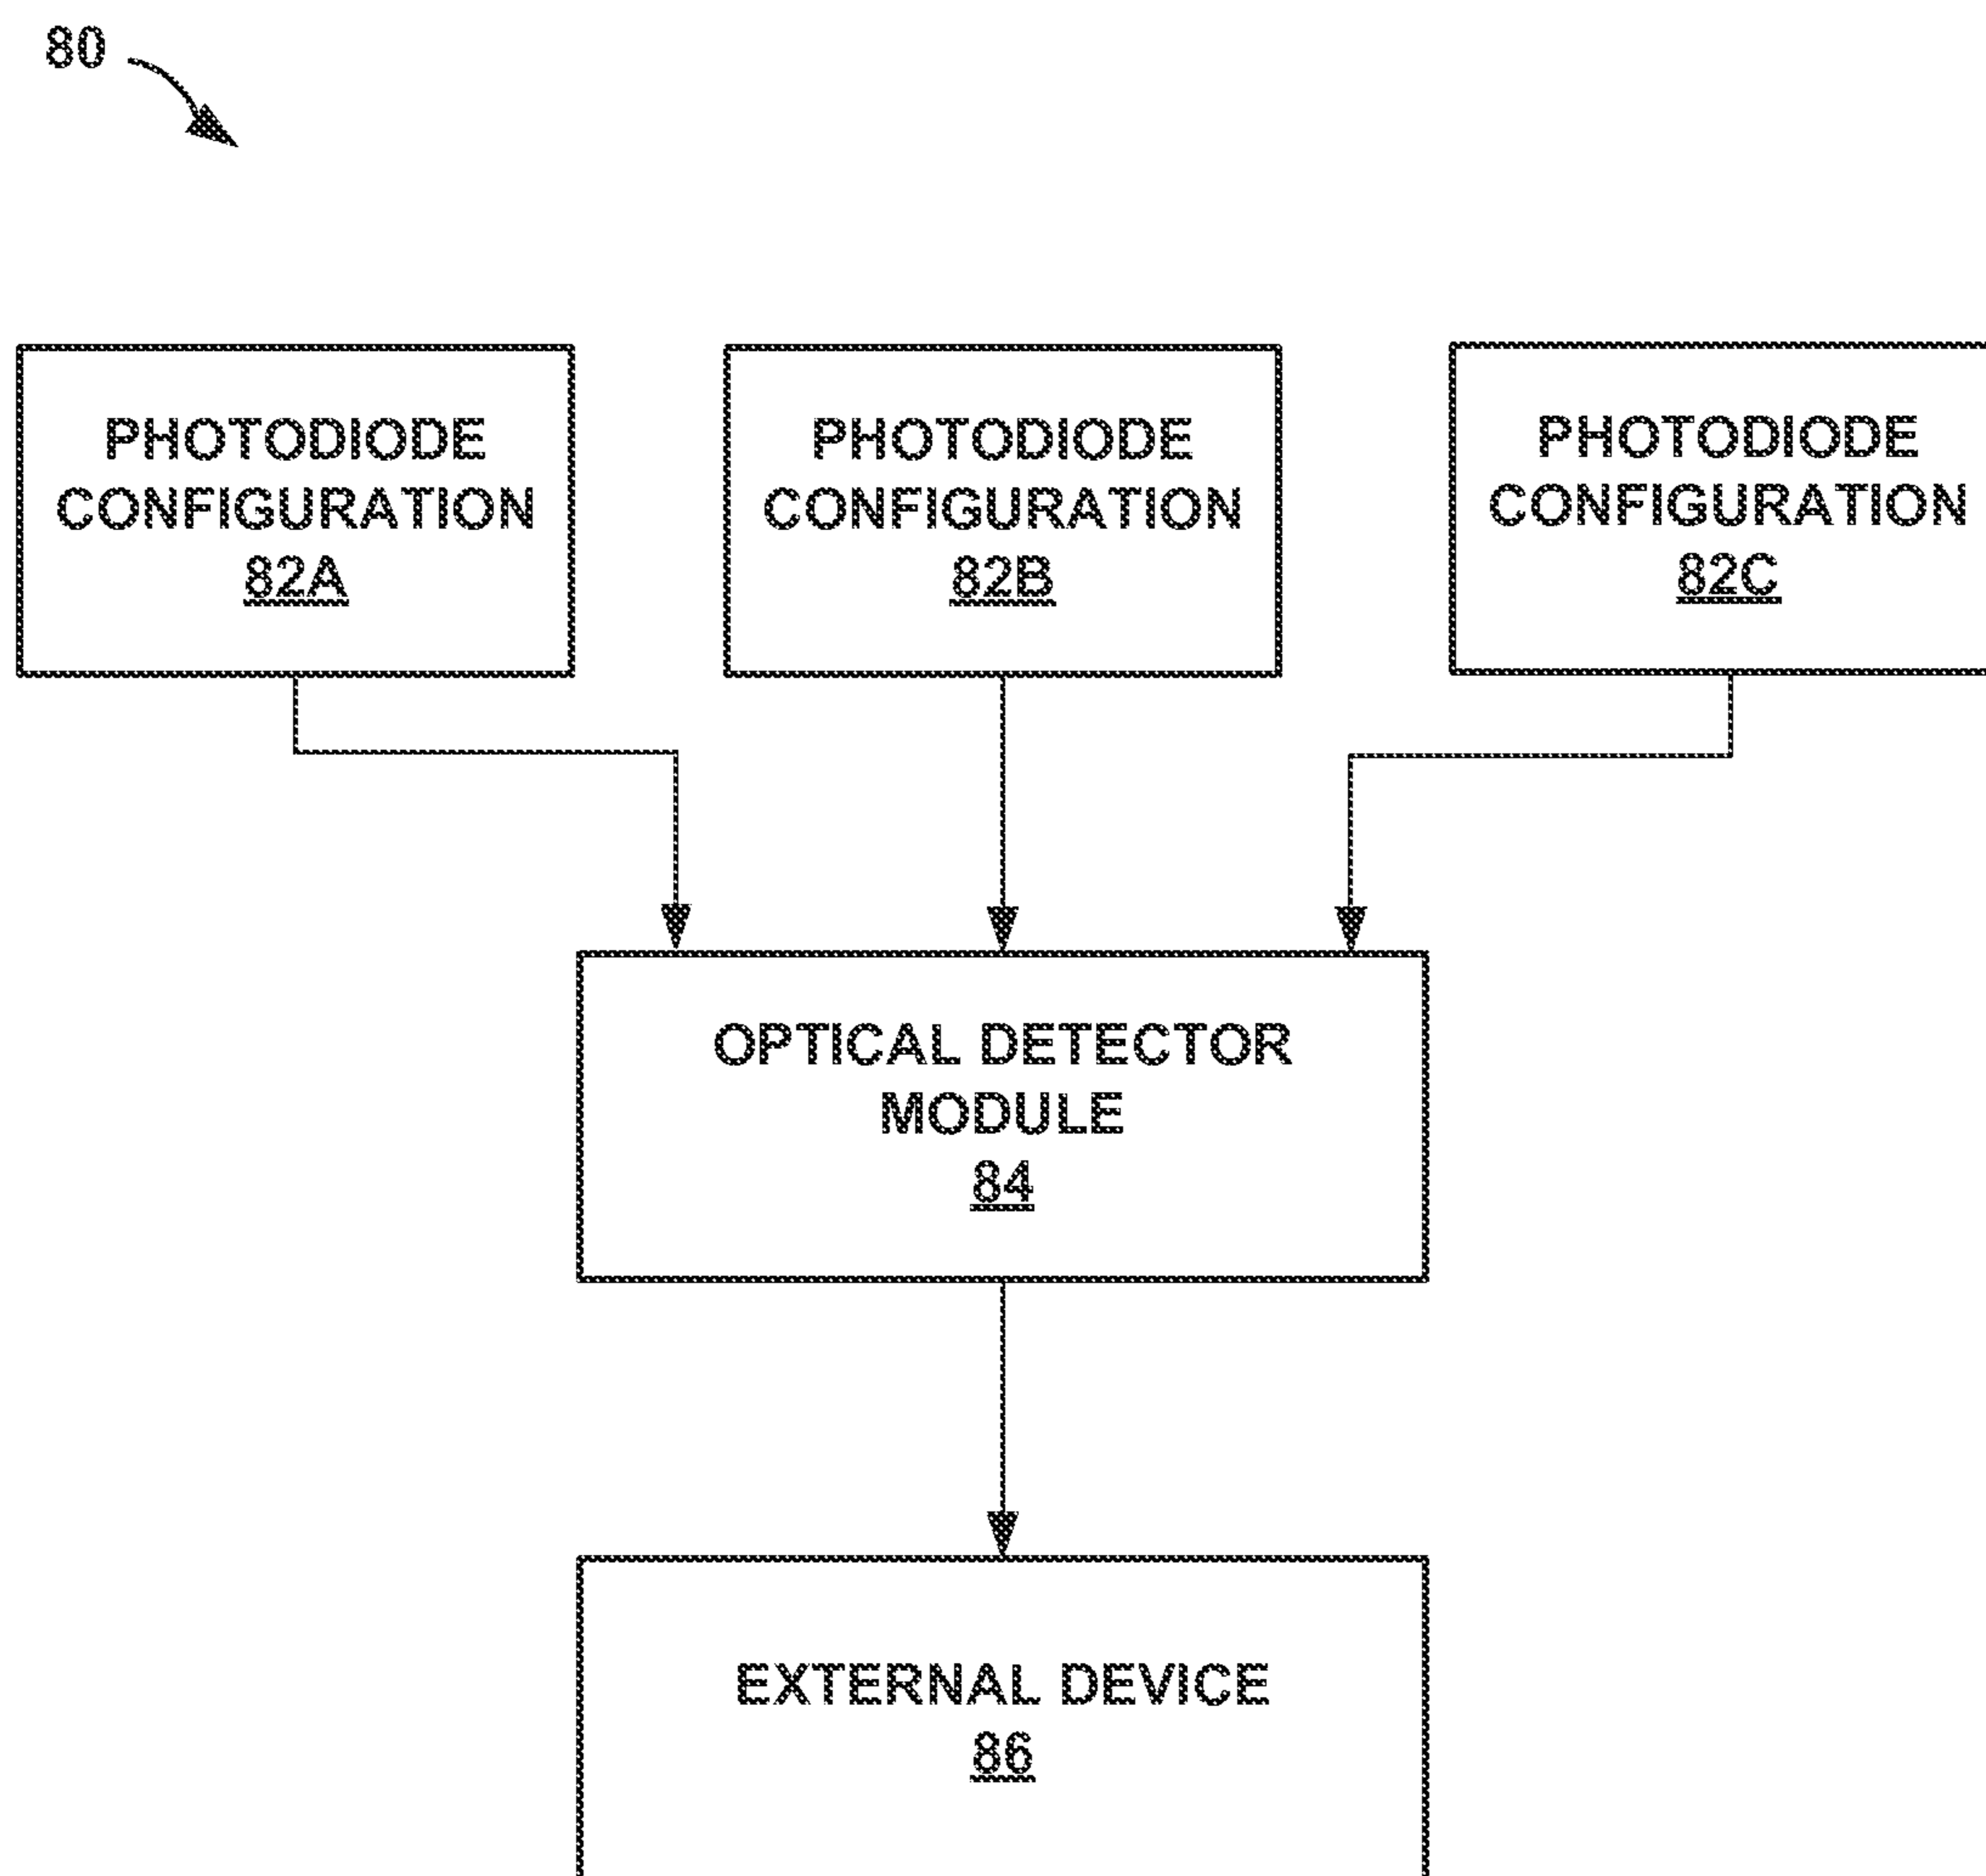 80
PHOTODIODE
CONFIGURATION
82A
PHOTODIODE
CONFIGURATION
82B
PHOTODIODE
CONFIGURATION
82C
OPTICAL DETECTOR
MODULE
84
EXTERNAL DEVICE
86